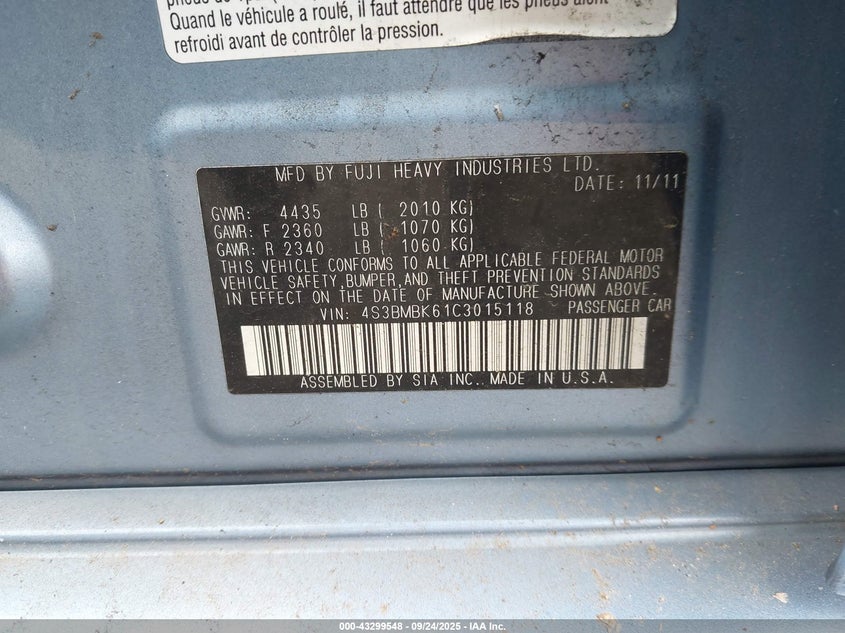 Quand le véhicule a roulé, il faut attendre que les pneus aient
refroidi avant de contrôler la pression.
MFD BY FUJI HEAVY INDUSTRIES LTD.
DATE: 11/11
GVWR: 4435 LB ( 2010 KG)
GAWR: F 2360 LB ( 1070 KG)
GAWR: R 2340 LB ( 1060 KG)
THIS VEHICLE CONFORMS TO ALL APPLICABLE FEDERAL MOTOR
VEHICLE SAFETY,BUMPER,AND THEFT PREVENTION STANDARDS
IN EFFECT ON THE DATE OF MANUFACTURE SHOWN ABOVE.
VIN: 4S3BMBK61C3015118 PASSENGER CAR
ASSEMBLED BY SIA INC. MADE IN U.S.A.
000-43299548 - 09/24/2025 - IAA Inc.